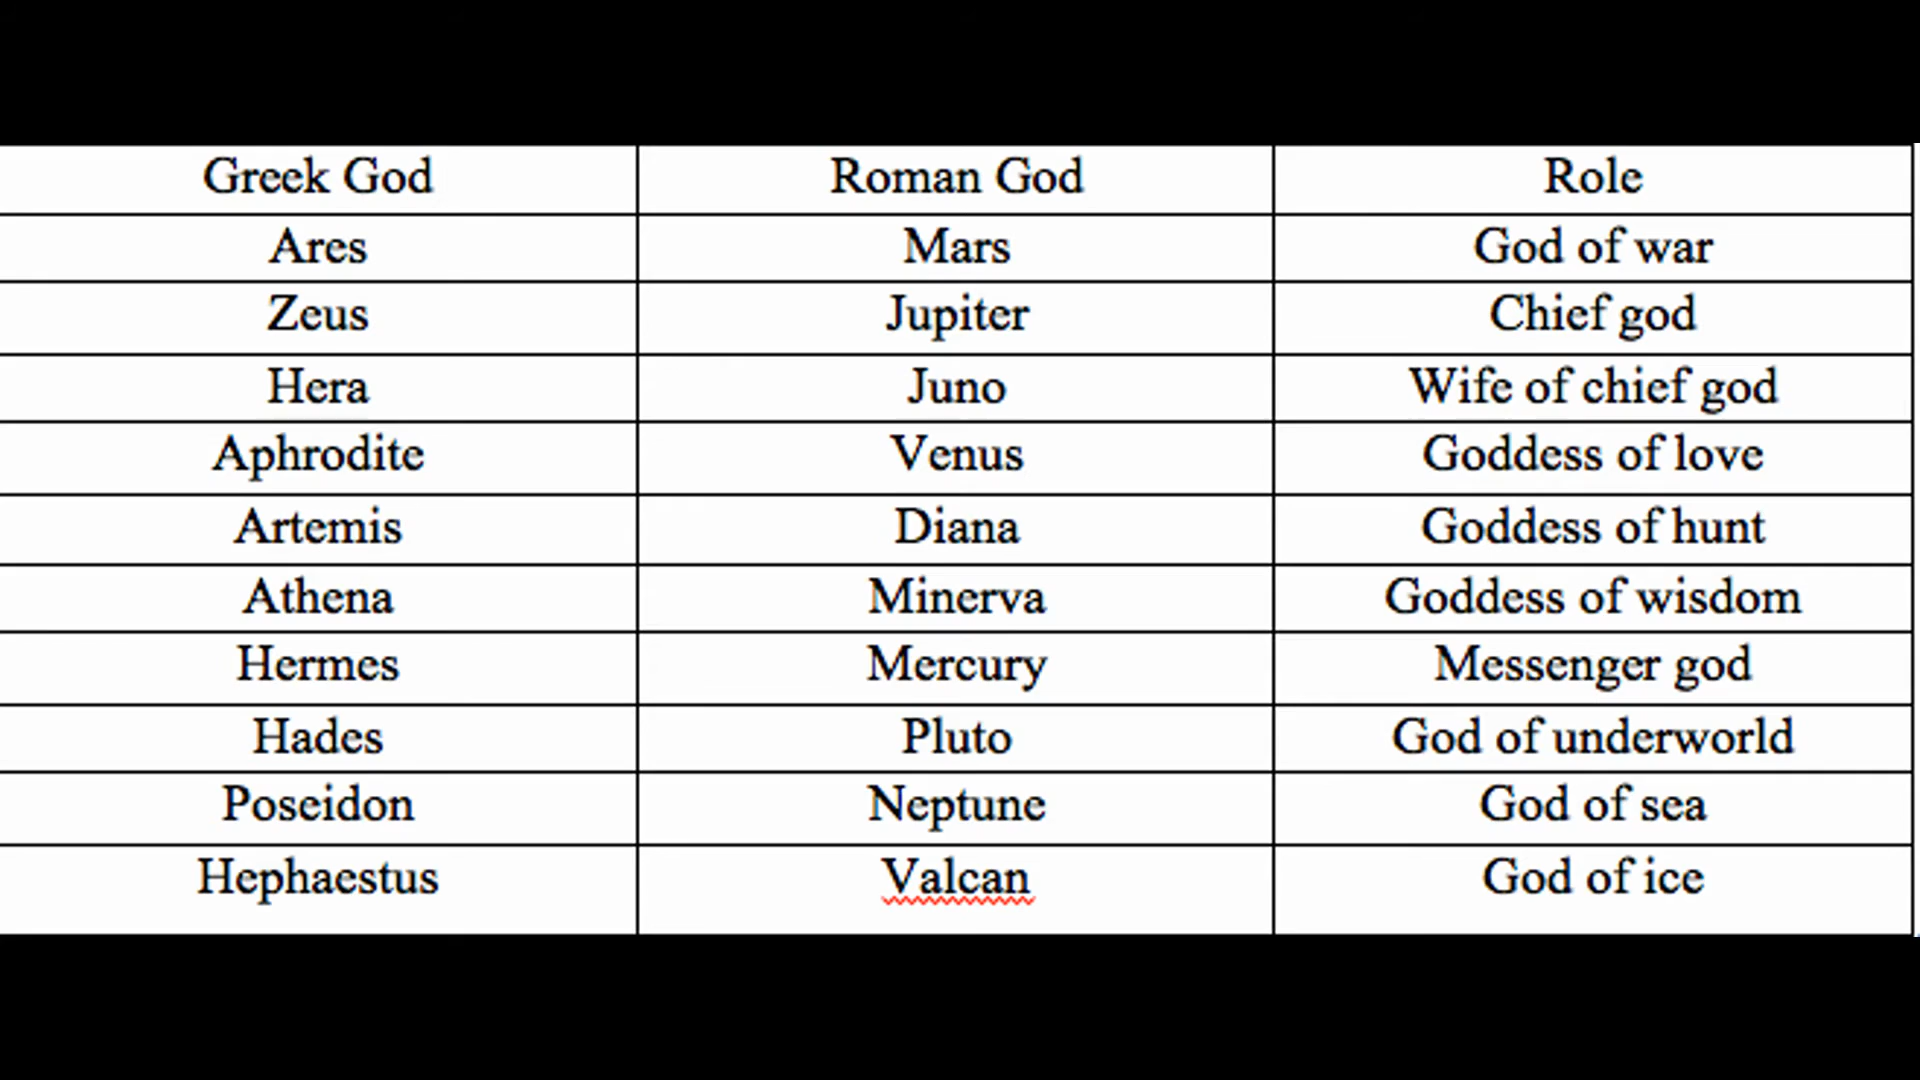 Greek God Roman God Role
Ares Mars God of war
Zeus Jupiter Chief god
Hera Juno Wife of chief god
Aphrodite Venus Goddess of love
Artemis Diana Goddess of hunt
Athena Minerva Goddess of wisdom
Hermes Mercury Messenger god
Hades Pluto God of underworld
Poseidon Neptune God of sea
Hephaestus Valcan God of ice